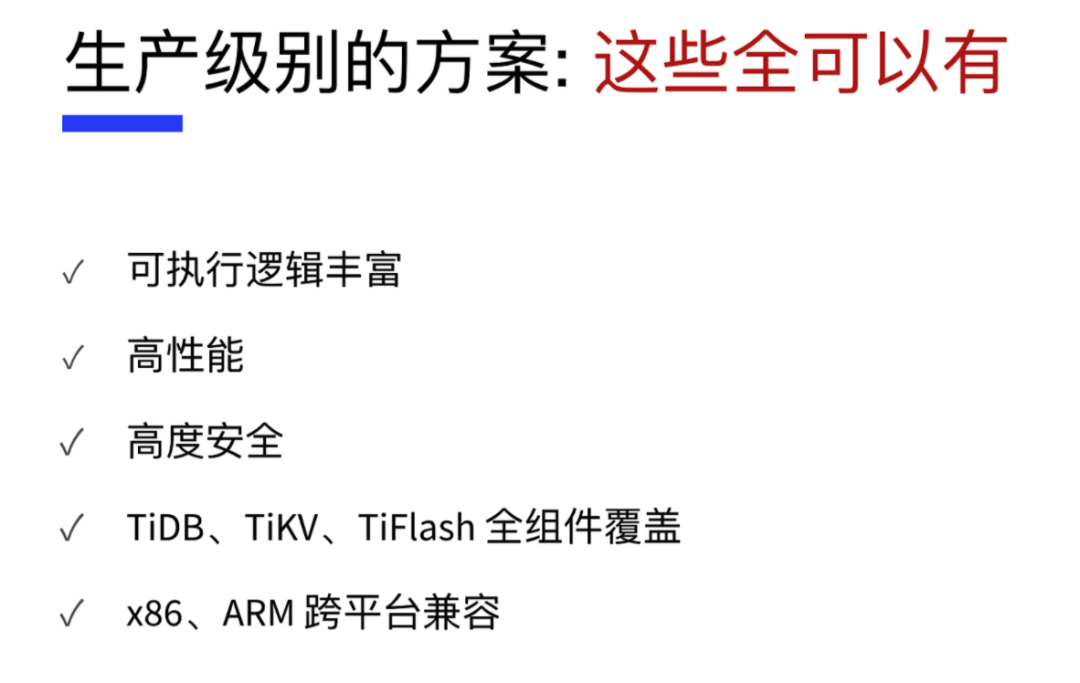 生产级别的方案: 这些全可以有
✓ 可执行逻辑丰富
✓ 高性能
✓ 高度安全
✓ TiDB、TiKV、TiFlash 全组件覆盖
✓ x86、ARM 跨平台兼容